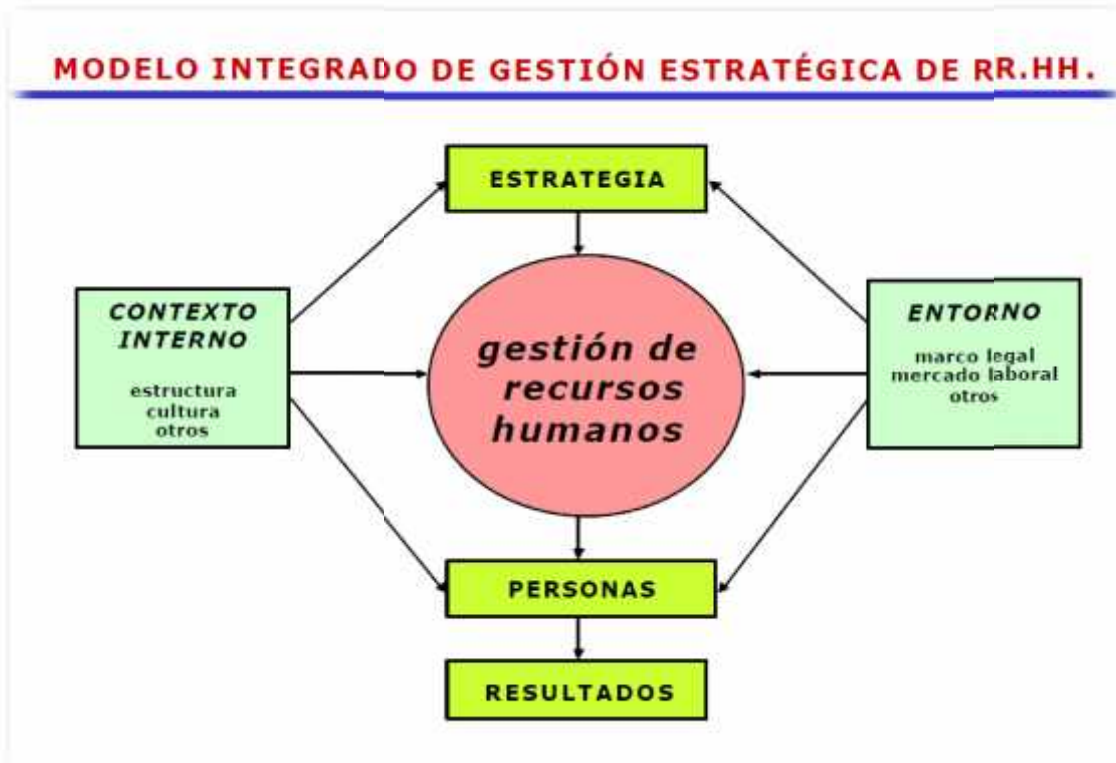 MODELO INTEGRADO DE GESTIÓN ESTRATÉGICA DE RR.HH.
ESTRATEGIA
CONTEXTO
INTERNO
estructura
cultura
otros
gestión de
recursos
humanos
ENTORNO
marco legal
mercado laboral
otros
PERSONAS
RESULTADOS